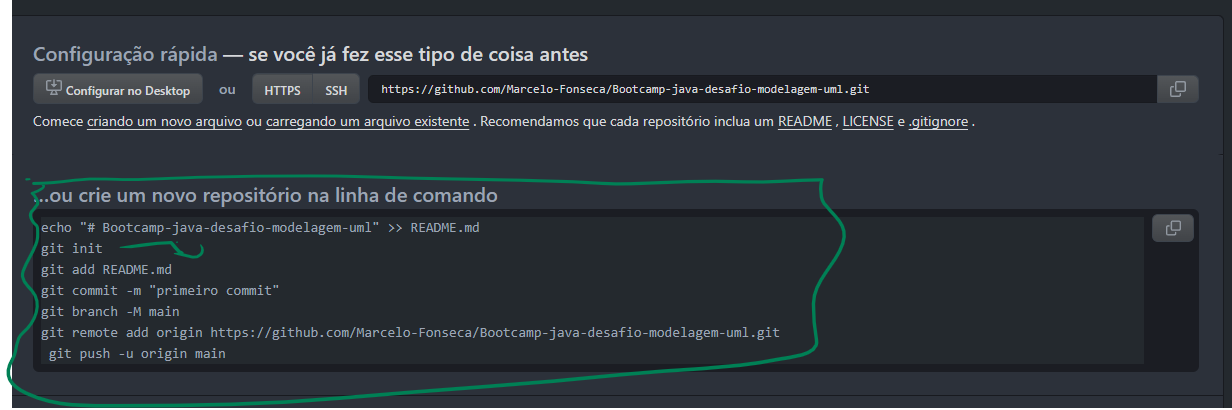 Configuração rápida — se você já fez esse tipo de coisa antes
Configurar no Desktop ou HTTPS SSH https://github.com/Marcelo-Fonseca/Bootcamp-java-desafio-modelagem-uml.git
Comece criando um novo arquivo ou carregando um arquivo existente . Recomendamos que cada repositório inclua um README , LICENSE e .gitignore .
...ou crie um novo repositório na linha de comando
echo "# Bootcamp-java-desafio-modelagem-uml" >> README.md
git init
git add README.md
git commit -m "primeiro commit"
git branch -M main
git remote add origin https://github.com/Marcelo-Fonseca/Bootcamp-java-desafio-modelagem-uml.git
git push -u origin main